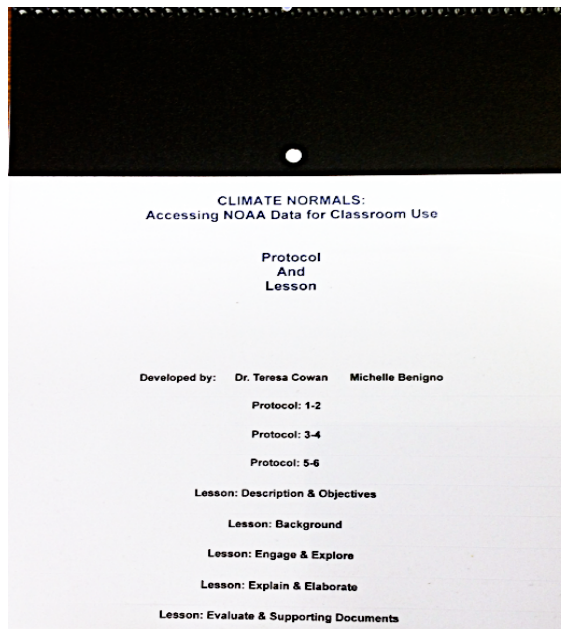 CLIMATE NORMALS:
Accessing NOAA Data for Classroom Use
Protocol
And
Lesson
Developed by: Dr. Teresa Cowan Michelle Benigno
Protocol: 1-2
Protocol: 3-4
Protocol: 5-6
Lesson: Description & Objectives
Lesson: Background
Lesson: Engage & Explore
Lesson: Explain & Elaborate
Lesson: Evaluate & Supporting Documents